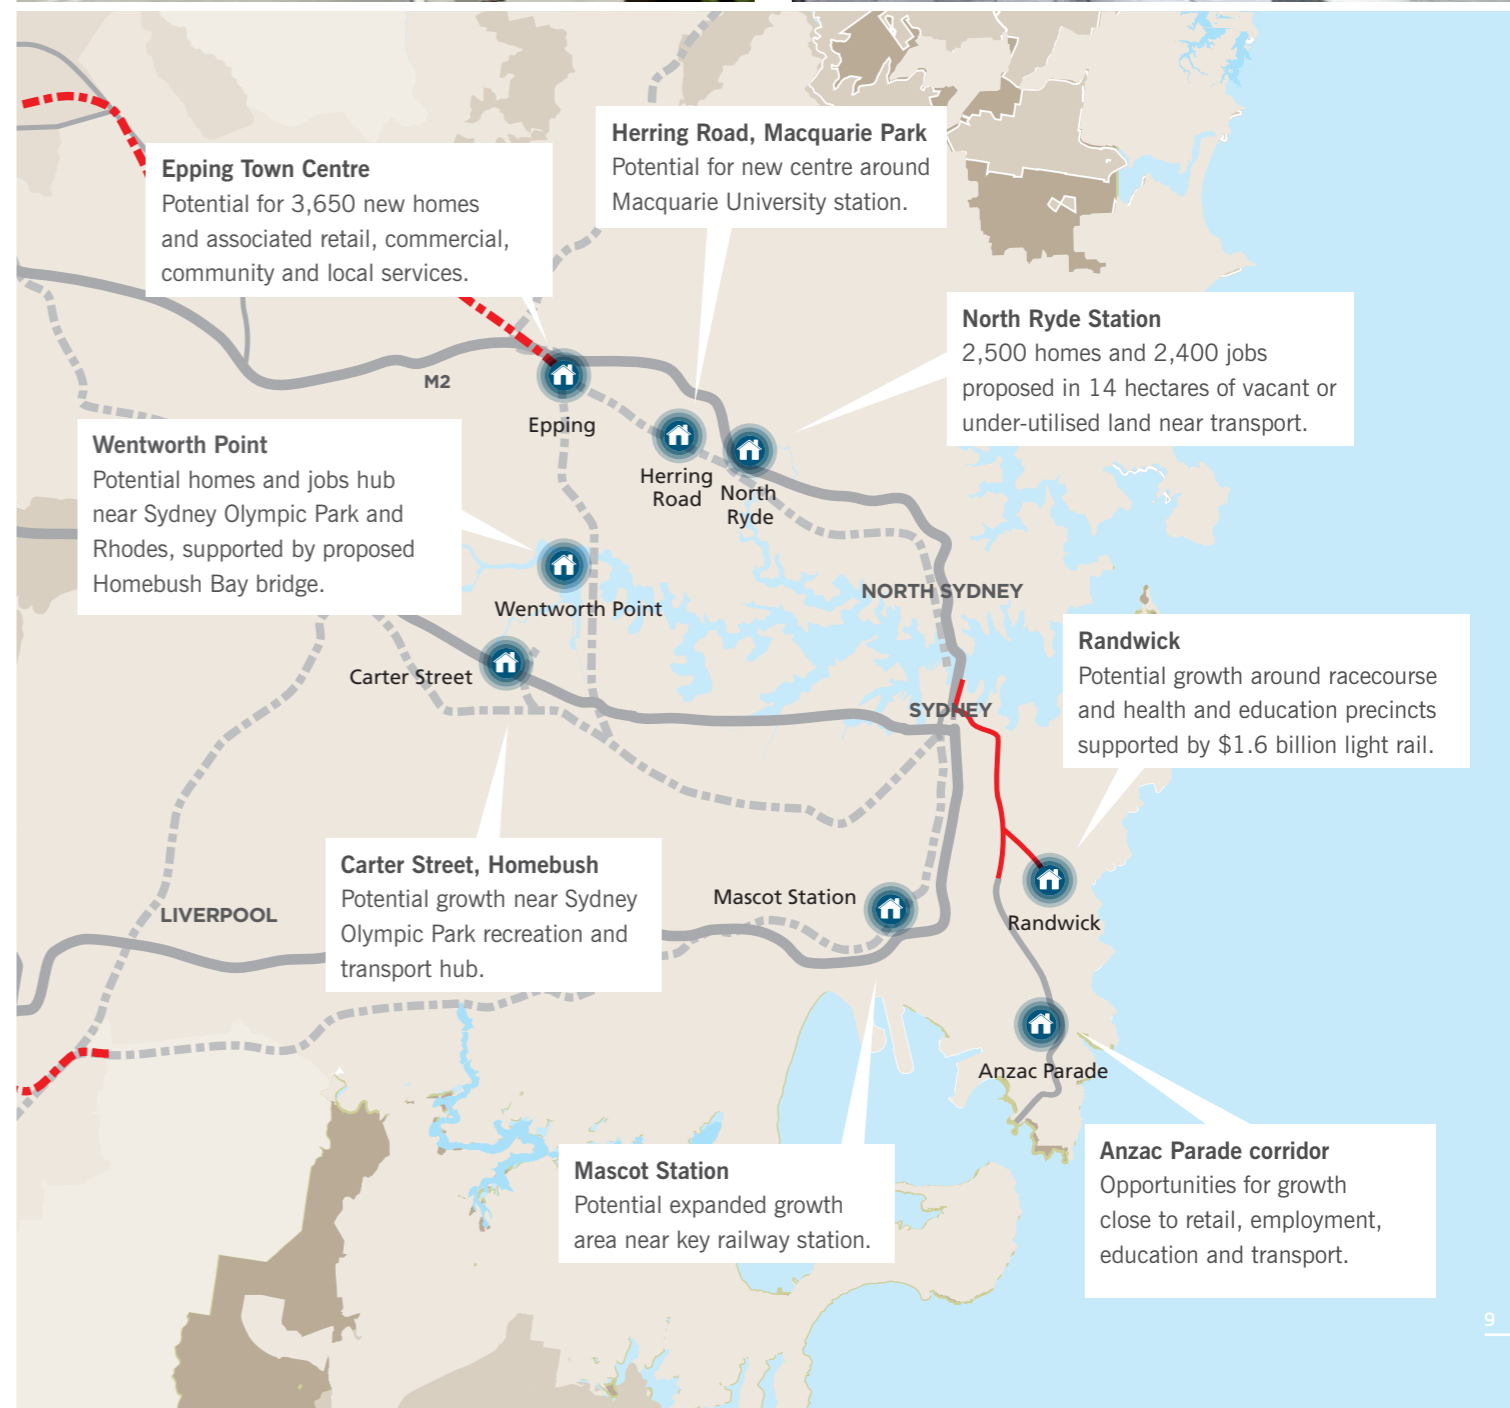 Herring Road, Macquarie Park
Potential for new centre around
Macquarie University station.
Epping Town Centre
Potential for 3,650 new homes
and associated retail, commercial,
community and local services.
North Ryde Station
2,500 homes and 2,400 jobs
proposed in 14 hectares of vacant or
under-utilised land near transport.
M2
Epping
Wentworth Point
Potential homes and jobs hub
near Sydney Olympic Park and
Rhodes, supported by proposed
Homebush Bay bridge.
Herring
Road
North
Ryde
NORTH SYDNEY
Wentworth Point
Randwick
Potential growth around racecourse
and health and education precincts
supported by $1.6 billion light rail.
Carter Street
SYDNEY
Carter Street, Homebush
Potential growth near Sydney
Olympic Park recreation and
transport hub.
Mascot Station
LIVERPOOL
Randwick
Anzac Parade
Anzac Parade corridor
Opportunities for growth
close to retail, employment,
education and transport.
Mascot Station
Potential expanded growth
area near key railway station.
9